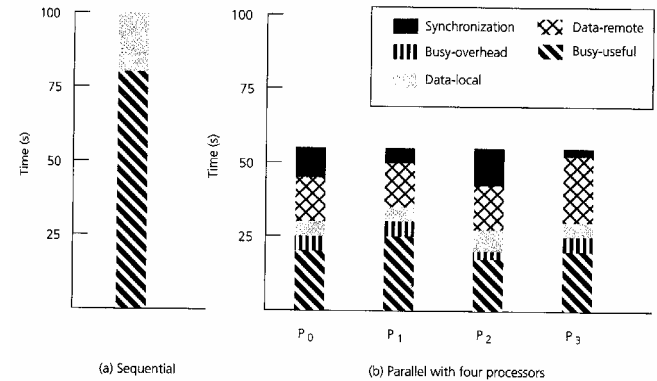 100
75
50
25
Time (s)
(a) Sequential
100
75
50
25
Time (s)
P0
P1
P2
P3
(b) Parallel with four processors
Synchronization
Data-remote
Busy-overhead
Busy-useful
Data-local